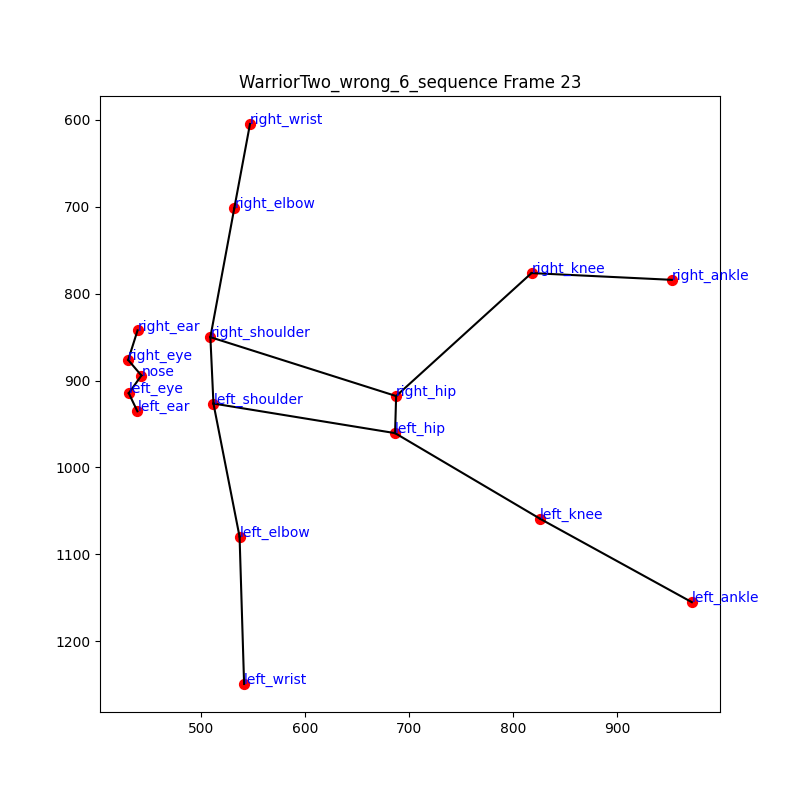 WarriorTwo_wrong_6_sequence Frame 23
600
700
800
900
1000
1100
1200
right_wrist
right_elbow
right_knee
right_ankle
right_ear
right_shoulder
right_eye
nose
left_eye
right_hip
left_ear
left_shoulder
left_hip
left_knee
left_elbow
left_ankle
left_wrist
500
600
700
800
900